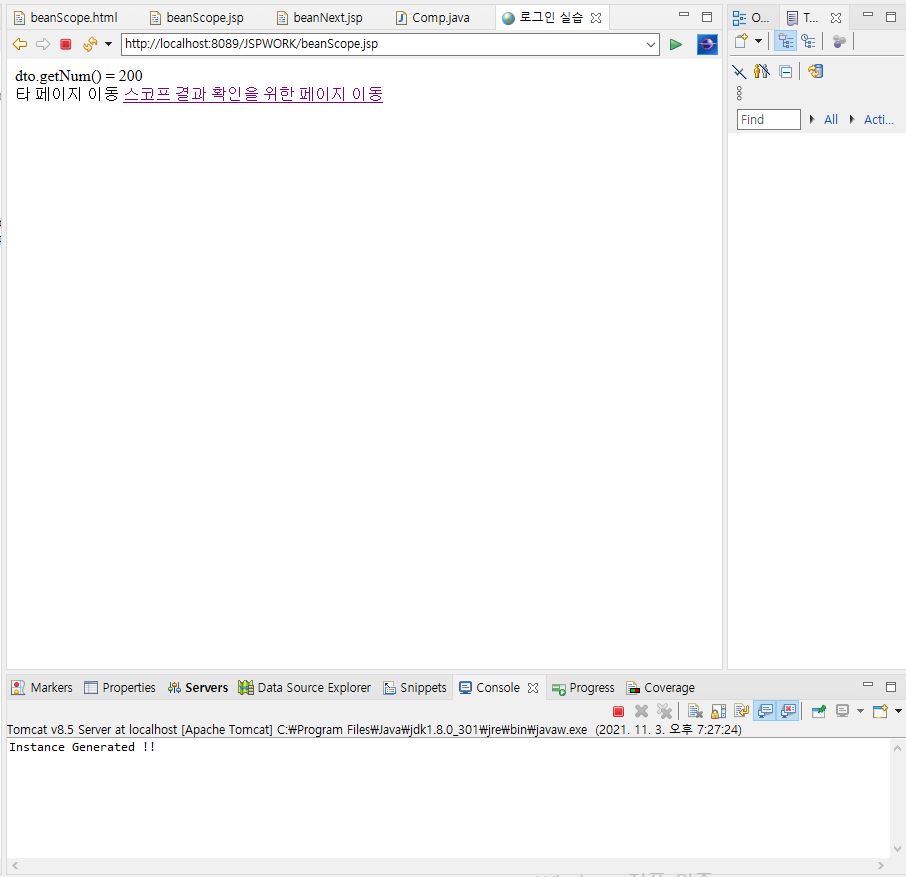 beanScope.html beanScope.jsp beanNext.jsp Comp.java 로그인 실습 O... T...
http://localhost:8089/JSPWORK/beanScope.jsp
dto.getNum() = 200
타 페이지 이동 스코프 결과 확인을 위한 페이지 이동
Find All Acti...
Markers Properties Servers Data Source Explorer Snippets Console Progress Coverage
Tomcat v8.5 Server at localhost [Apache Tomcat] C:₩Program Files₩Java₩jdk1.8.0_301₩jre₩bin₩javaw.exe (2021. 11. 3. 오후 7:27:24)
Instance Generated !!